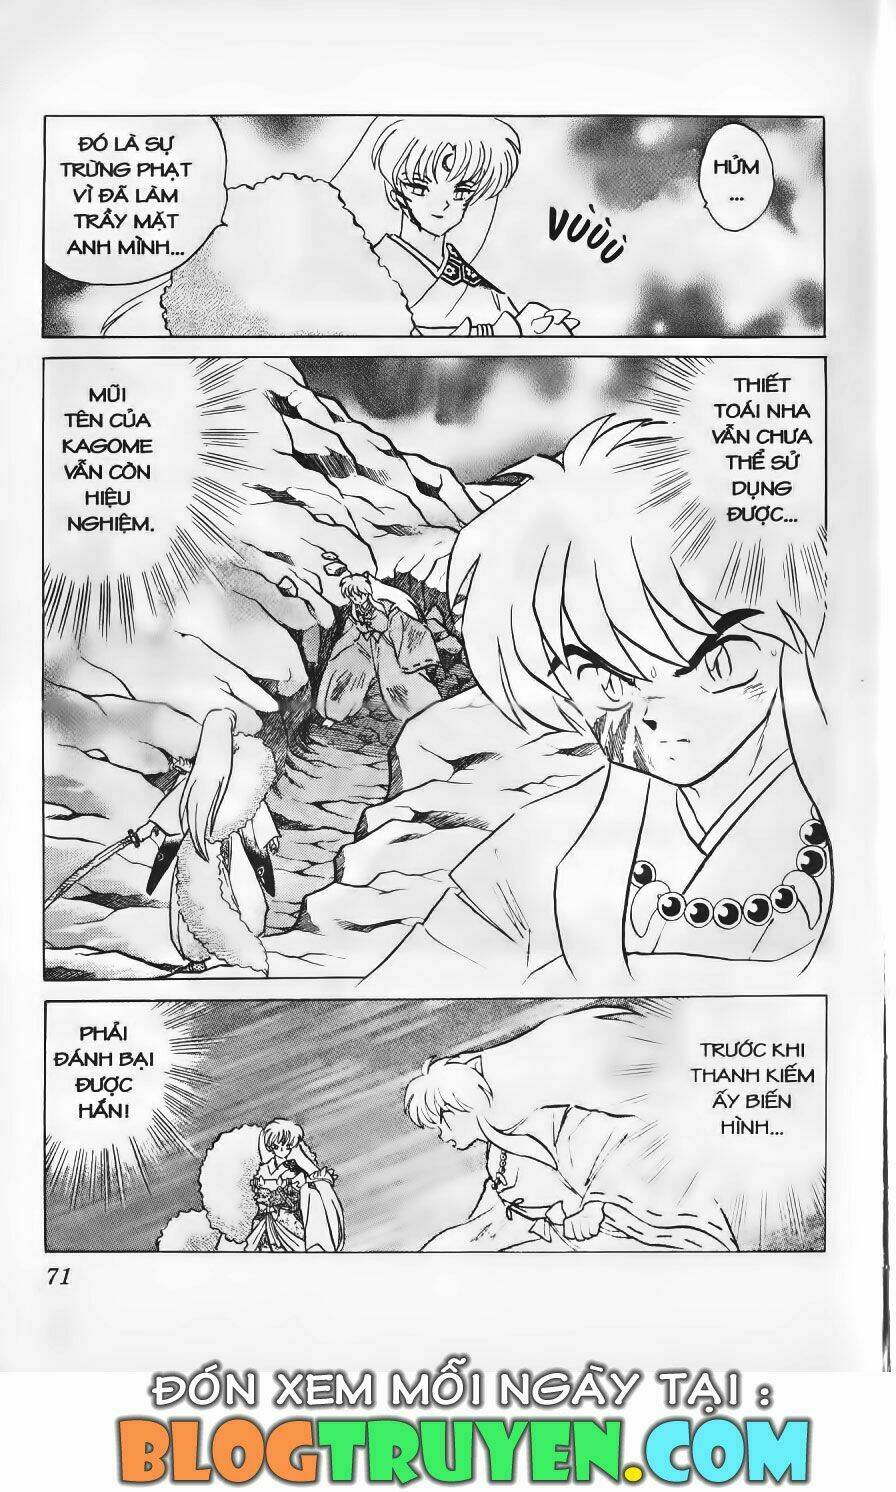 HỬM
...
VÙÙÙ
ĐÓ LÀ SỰ
TRỪNG PHẠT
VÌ ĐÃ LÀM
TRẦY MẶT
ANH MÌNH...
THIẾT
TOÁI NHA
VẪN CHƯA
THỂ SỬ
DỤNG
ĐƯỢC...
MŨI
TÊN CỦA
KAGOME
VẪN CÒN
HIỆU
NGHIỆM.
TRƯỚC KHI
THANH KIẾM
ẤY BIẾN
HÌNH...
PHẢI
ĐÁNH BẠI
ĐƯỢC
HẮN!
71
ĐÓN XEM MỖI NGÀY TẠI :
BLOGTRUYEN.COM